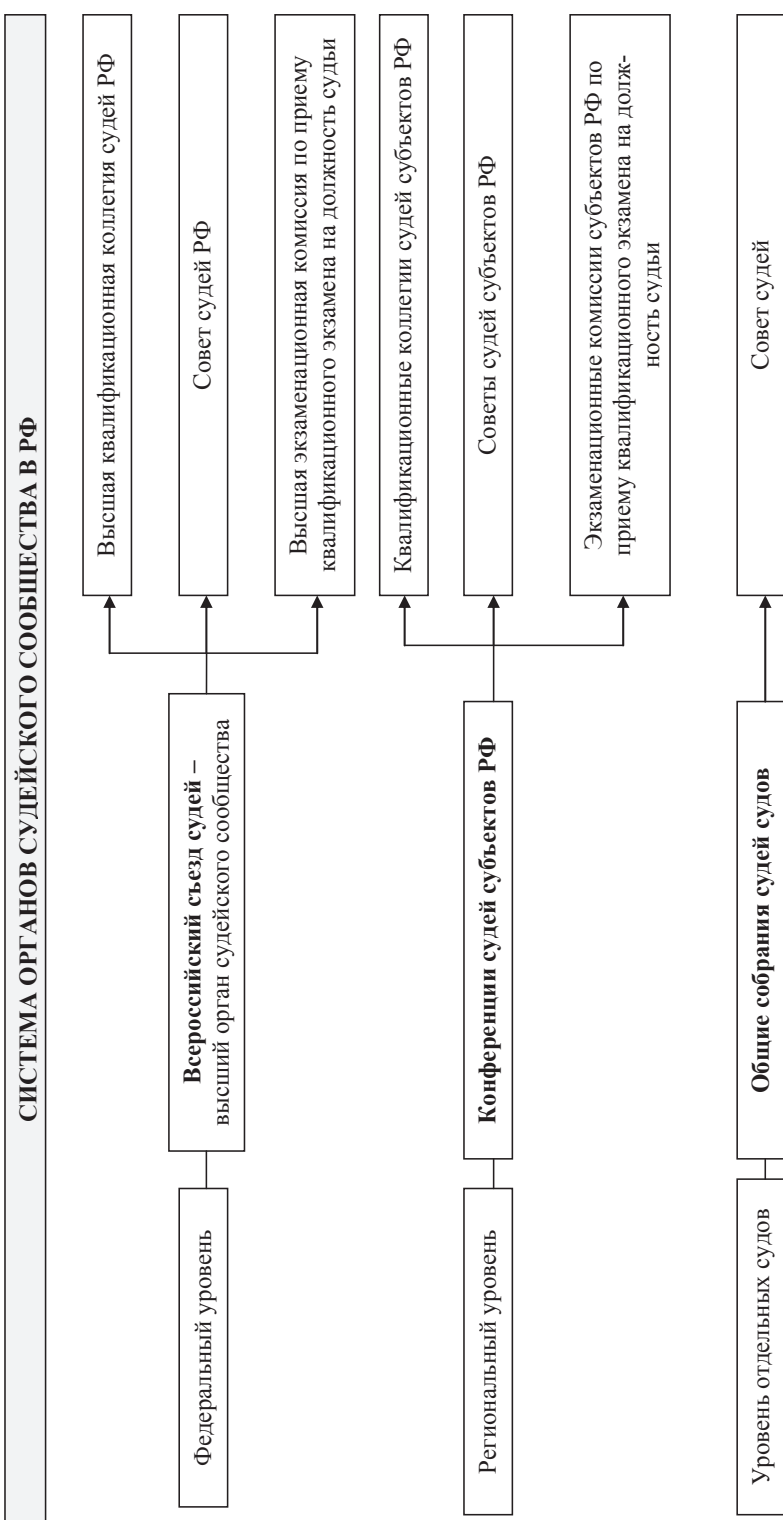 СИСТЕМА ОРГАНОВ СУДЕЙСКОГО СООБЩЕСТВА В РФ
Федеральный уровень
Всероссийский съезд судей –
высший орган судейского сообщества
Высшая квалификационная коллегия судей РФ
Совет судей РФ
Высшая экзаменационная комиссия по приему
квалификационного экзамена на должность судьи
Региональный уровень
Конференции судей субъектов РФ
Квалификационные коллегии судей субъектов РФ
Советы судей субъектов РФ
Экзаменационные комиссии субъектов РФ по
приему квалификационного экзамена на долж-
ность судьи
Уровень отдельных судов
Общие собрания судей судов
Совет судей